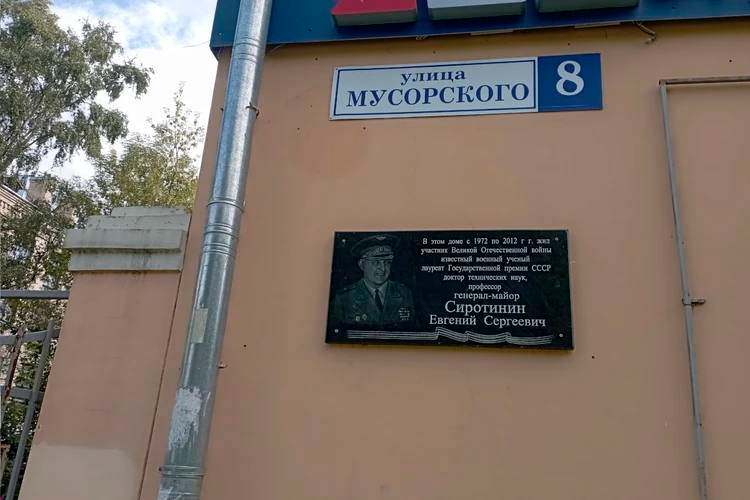 улица
МУСОРСКОГО
8
В этом доме с 1972 по 2012 г г. жил
участник Великой Отечественной войны
известный военный ученый
лауреат Государственной премии СССР
доктор технических наук,
профессор
генерал-майор
Сиротинин
Евгений Сергеевич